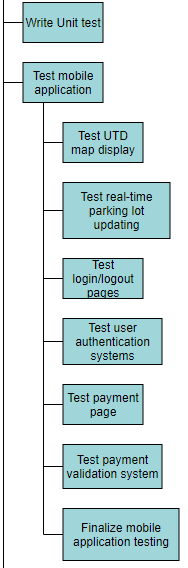 Write Unit test
Test mobile
application
Test UTD
map display
Test real-time
parking lot
updating
Test
login/logout
pages
Test user
authentication
systems
Test payment
page
Test payment
validation system
Finalize mobile
application testing